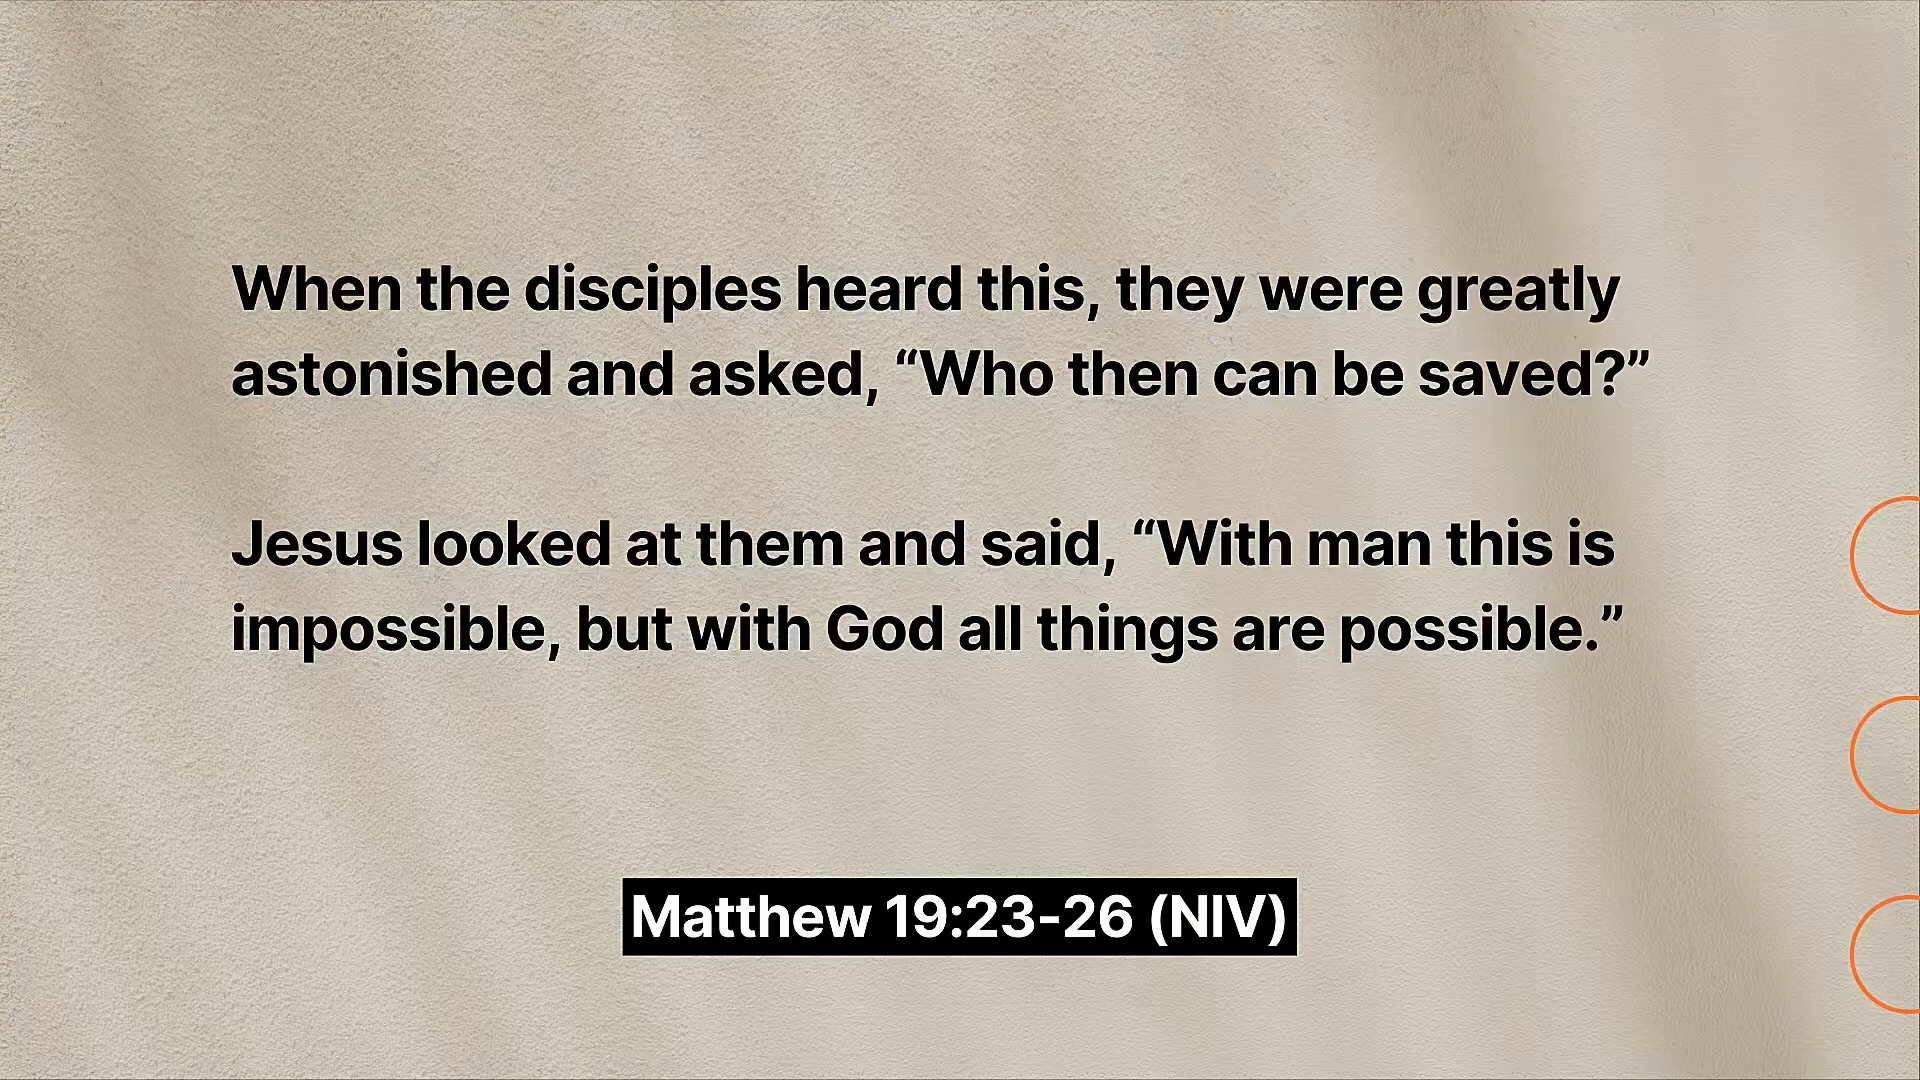 When the disciples heard this, they were greatly
astonished and asked, “Who then can be saved?”
Jesus looked at them and said, “With man this is
impossible, but with God all things are possible.”
Matthew 19:23-26 (NIV)